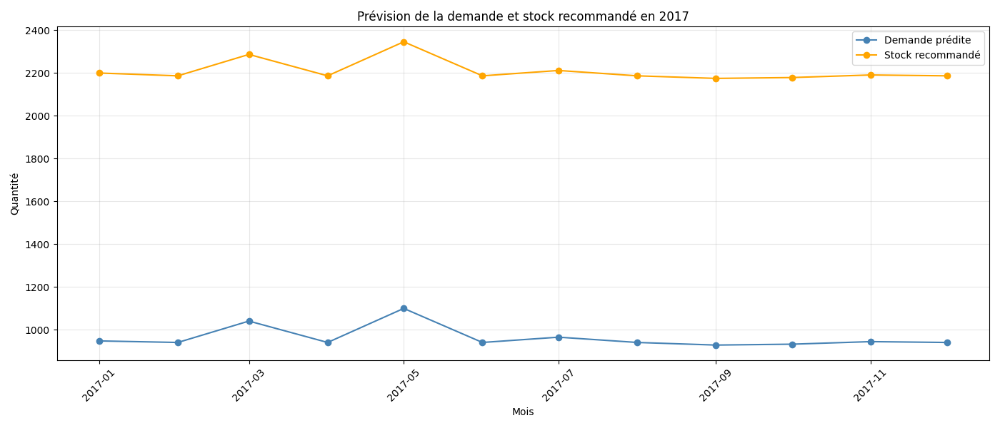 Prévision de la demande et stock recommandé en 2017
Demande prédite
Stock recommandé
Quantité
2400
2200
2000
1800
1600
1400
1200
1000
2017-01
2017-03
2017-05
2017-07
2017-09
2017-11
Mois